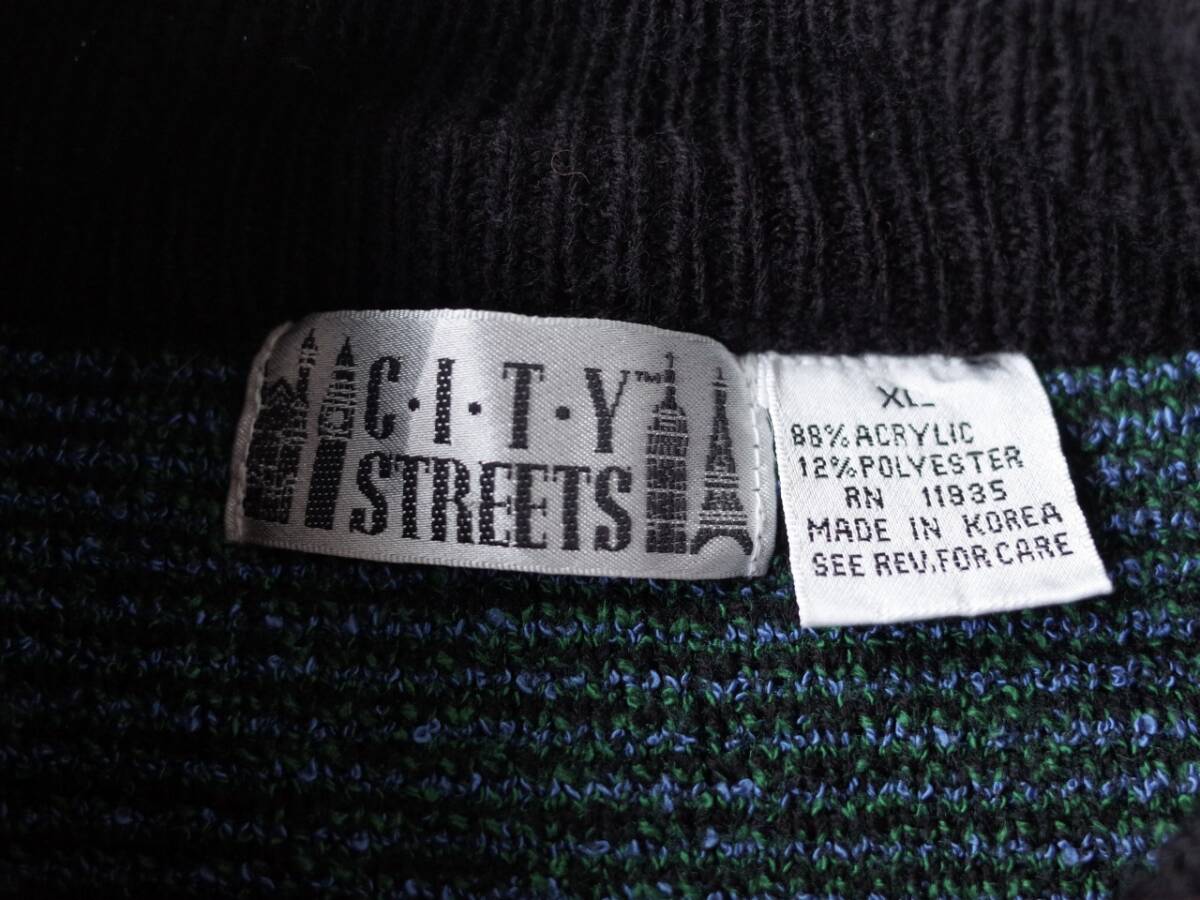 C·I·T·Y™
STREETS
XL
88% ACRYLIC
12% POLYESTER
RN 11935
MADE IN KOREA
SEE REV. FOR CARE